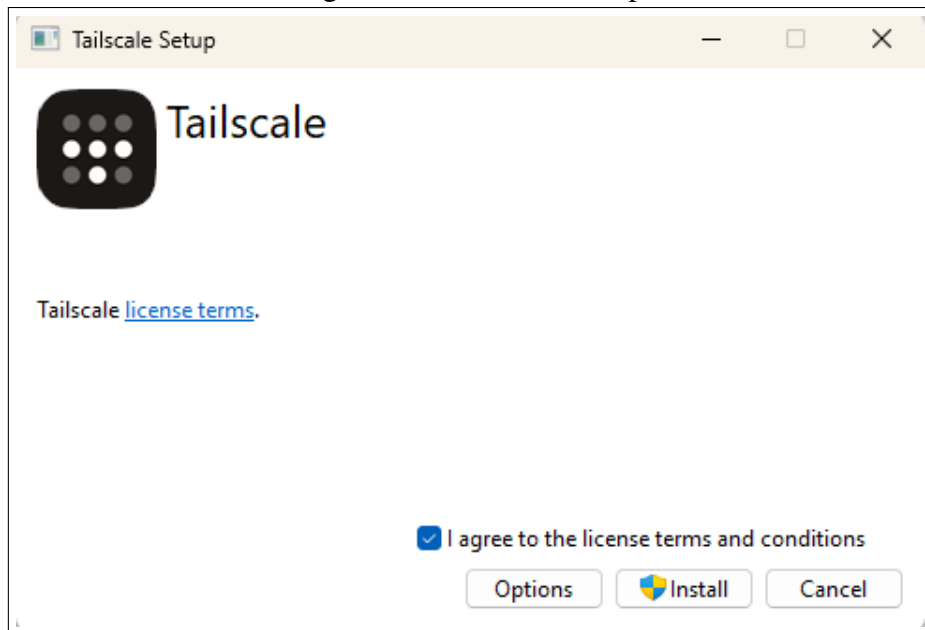 Tailscale Setup
Tailscale
Tailscale license terms.
I agree to the license terms and conditions
Options Install Cancel